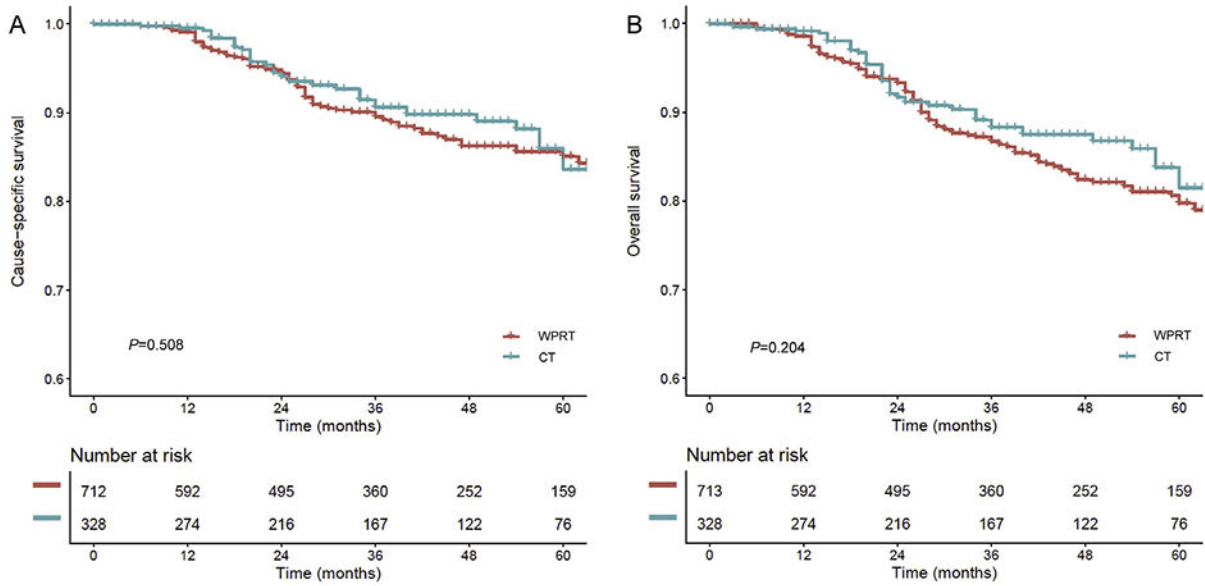 A
Cause-specific survival
1.0
0.9
0.8
0.7
0.6
P=0.508
WPRT
CT
0 12 24 36 48 60
Time (months)
Number at risk
712 592 495 360 252 159
328 274 216 167 122 76
0 12 24 36 48 60
Time (months)
B
Overall survival
1.0
0.9
0.8
0.7
0.6
P=0.204
WPRT
CT
0 12 24 36 48 60
Time (months)
Number at risk
713 592 495 360 252 159
328 274 216 167 122 76
0 12 24 36 48 60
Time (months)